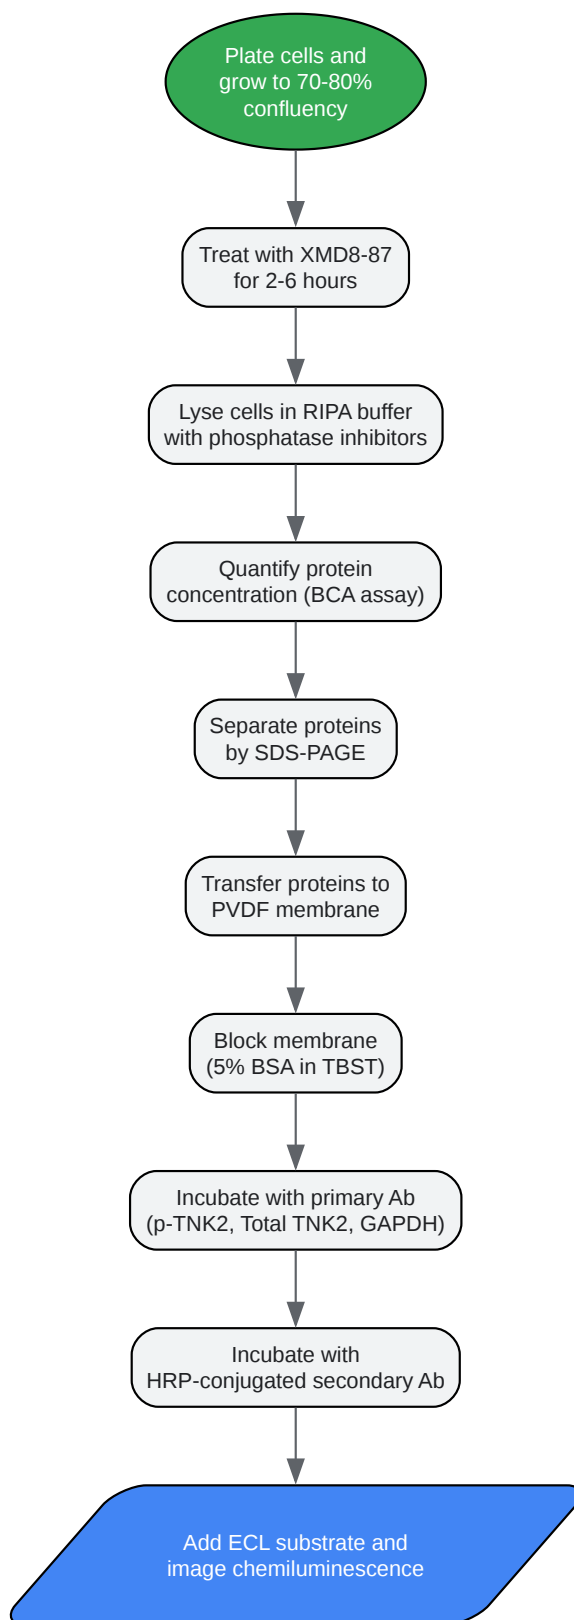 Plate cells and
grow to 70-80%
confluency
Treat with XMD8-87
for 2-6 hours
Lyse cells in RIPA buffer
with phosphatase inhibitors
Quantify protein
concentration (BCA assay)
Separate proteins
by SDS-PAGE
Transfer proteins to
PVDF membrane
Block membrane
(5% BSA in TBST)
Incubate with primary Ab
(p-TNK2, Total TNK2, GAPDH)
Incubate with
HRP-conjugated secondary Ab
Add ECL substrate and
image chemiluminescence